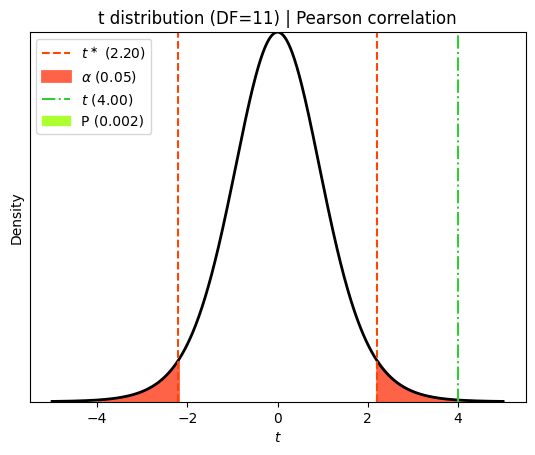 t distribution (DF=11) | Pearson correlation
t* (2.20)
α (0.05)
t (4.00)
P (0.002)
Density
−4 −2 0 2 4
t